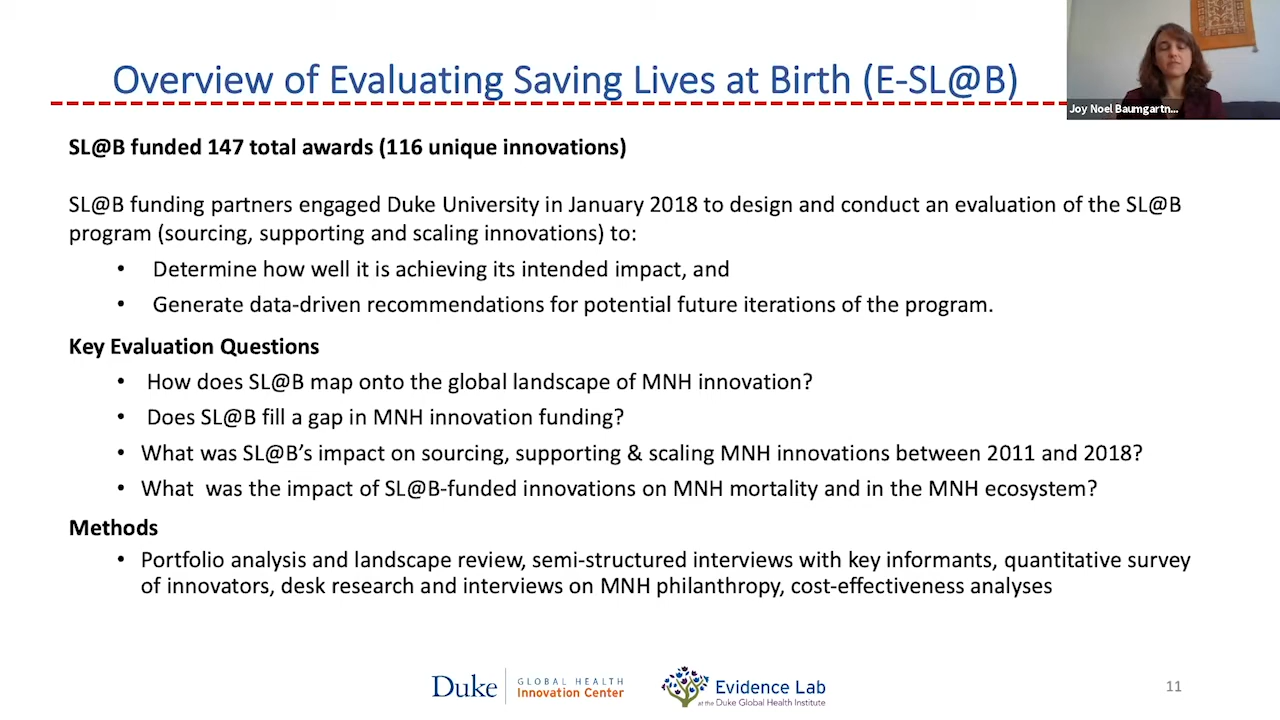 Overview of Evaluating Saving Lives at Birth (E-SL@B)
Joy Noel Baumgartn...
SL@B funded 147 total awards (116 unique innovations)
SL@B funding partners engaged Duke University in January 2018 to design and conduct an evaluation of the SL@B
program (sourcing, supporting and scaling innovations) to:
• Determine how well it is achieving its intended impact, and
• Generate data-driven recommendations for potential future iterations of the program.
Key Evaluation Questions
• How does SL@B map onto the global landscape of MNH innovation?
• Does SL@B fill a gap in MNH innovation funding?
• What was SL@B's impact on sourcing, supporting & scaling MNH innovations between 2011 and 2018?
• What was the impact of SL@B-funded innovations on MNH mortality and in the MNH ecosystem?
Methods
• Portfolio analysis and landscape review, semi-structured interviews with key informants, quantitative survey
of innovators, desk research and interviews on MNH philanthropy, cost-effectiveness analyses
Duke
GLOBAL HEALTH
Innovation Center
Evidence Lab
at the Duke Global Health Institute
11